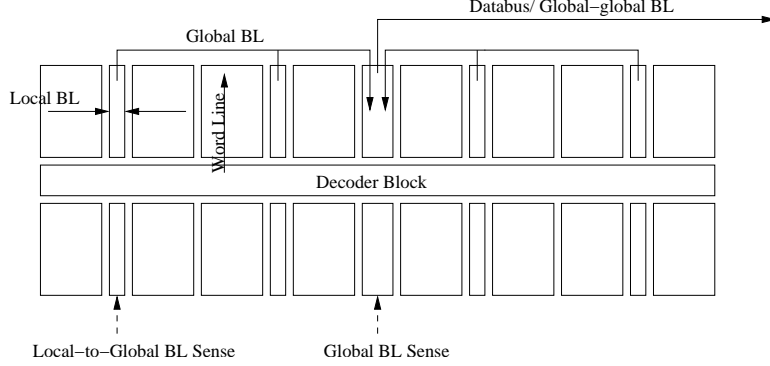 Databus/ Global−global BL
Global BL
Local BL
Word Line
Decoder Block
Local−to−Global BL Sense
Global BL Sense